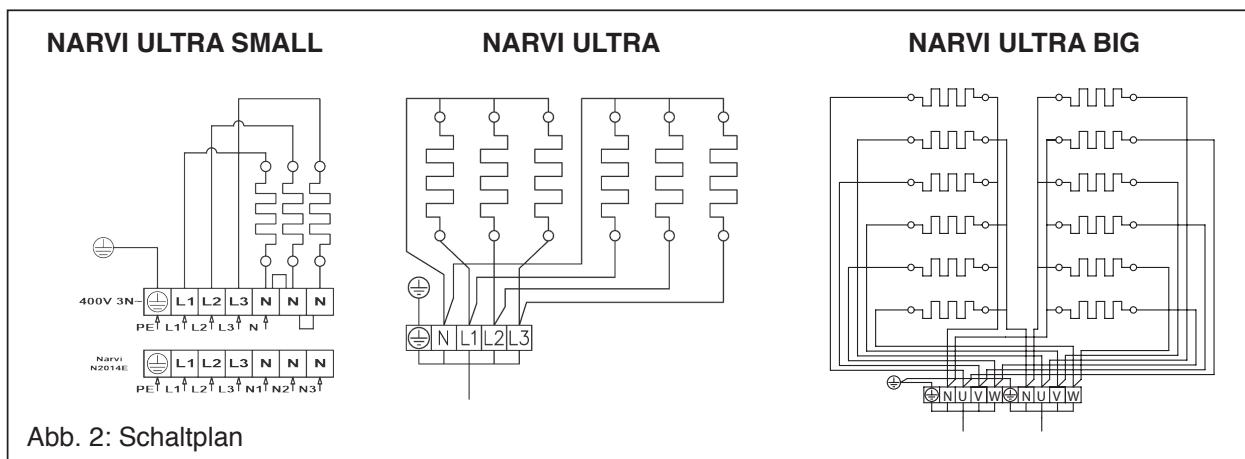 NARVI ULTRA SMALL
400V 3N~ L1 L2 L3 N N N
PE L1 L2 L3 N
Narvi
N2014E
L1 L2 L3 N N N
PE L1 L2 L3 N1 N2 N3
NARVI ULTRA
N L1 L2 L3
NARVI ULTRA BIG
N U V W N U V W
Abb. 2: Schaltplan